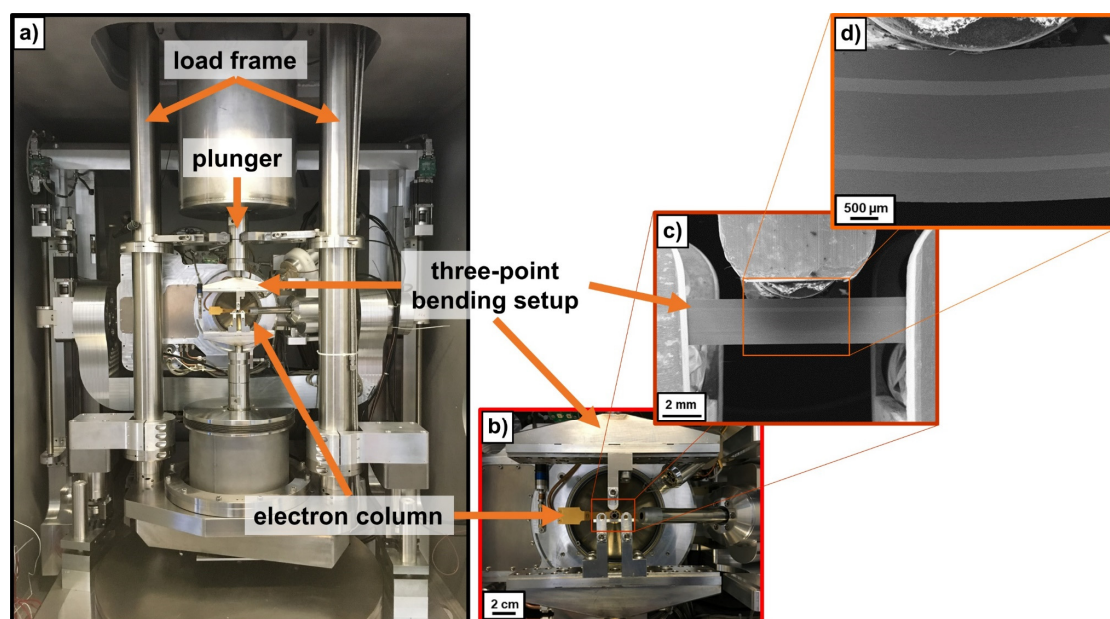 a)
load frame
plunger
three-point
bending setup
electron column
b)
2 cm
c)
2 mm
d)
500 µm